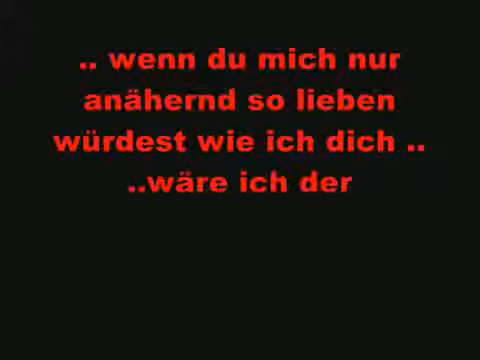 .. wenn du mich nur
anähernd so lieben
würdest wie ich dich ..
..wäre ich der